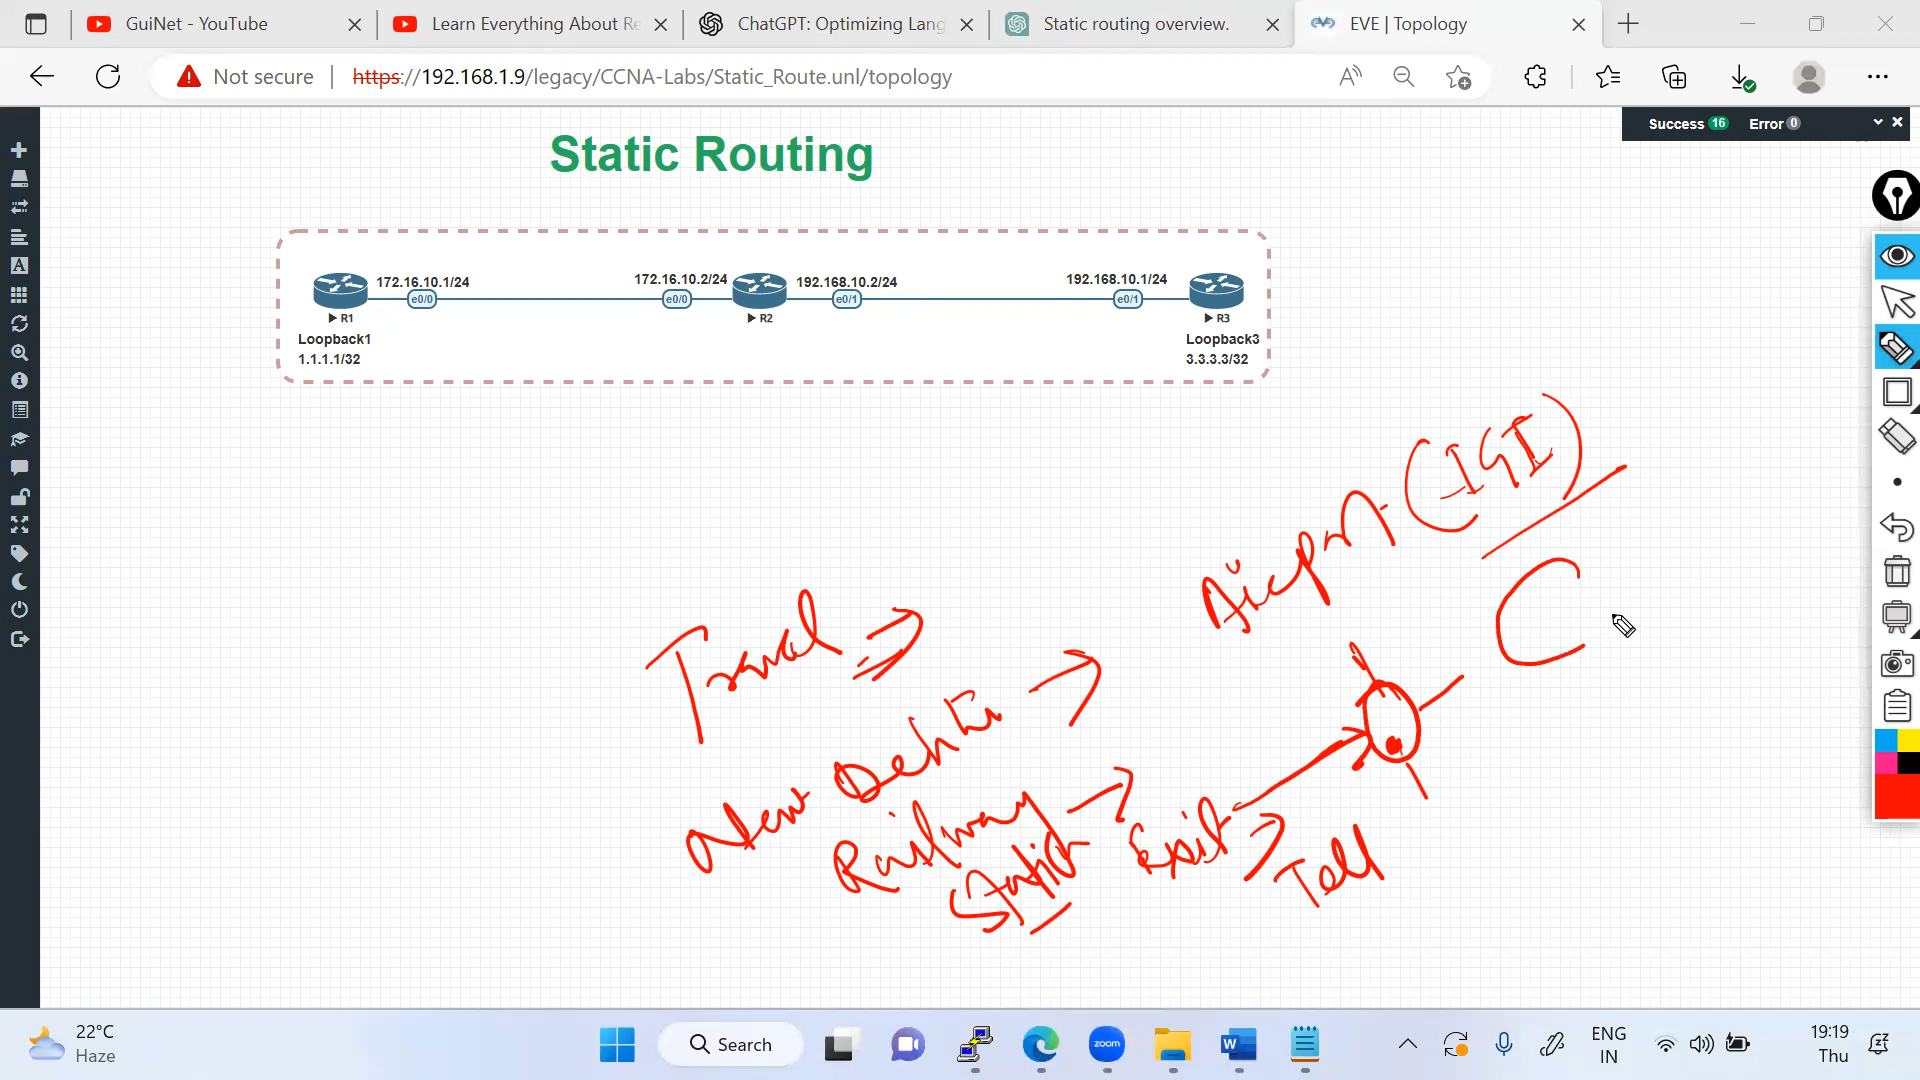 GuiNet - YouTube
Learn Everything About Re
ChatGPT: Optimizing Lang
Static routing overview.
EVE | Topology
Not secure
https://192.168.1.9/legacy/CCNA-Labs/Static_Route.unl/topology
Success 16 Error 0
Static Routing
172.16.10.1/24
172.16.10.2/24
192.168.10.2/24
192.168.10.1/24
e0/0
e0/0
e0/1
e0/1
R1
R2
R3
Loopback1
1.1.1.1/32
Loopback3
3.3.3.3/32
Airport (IGI)
Travel
New Delhi
Railway
Station
Exit
C
22°C
Haze
Search
zoom
W
ENG
IN
19:19
Thu